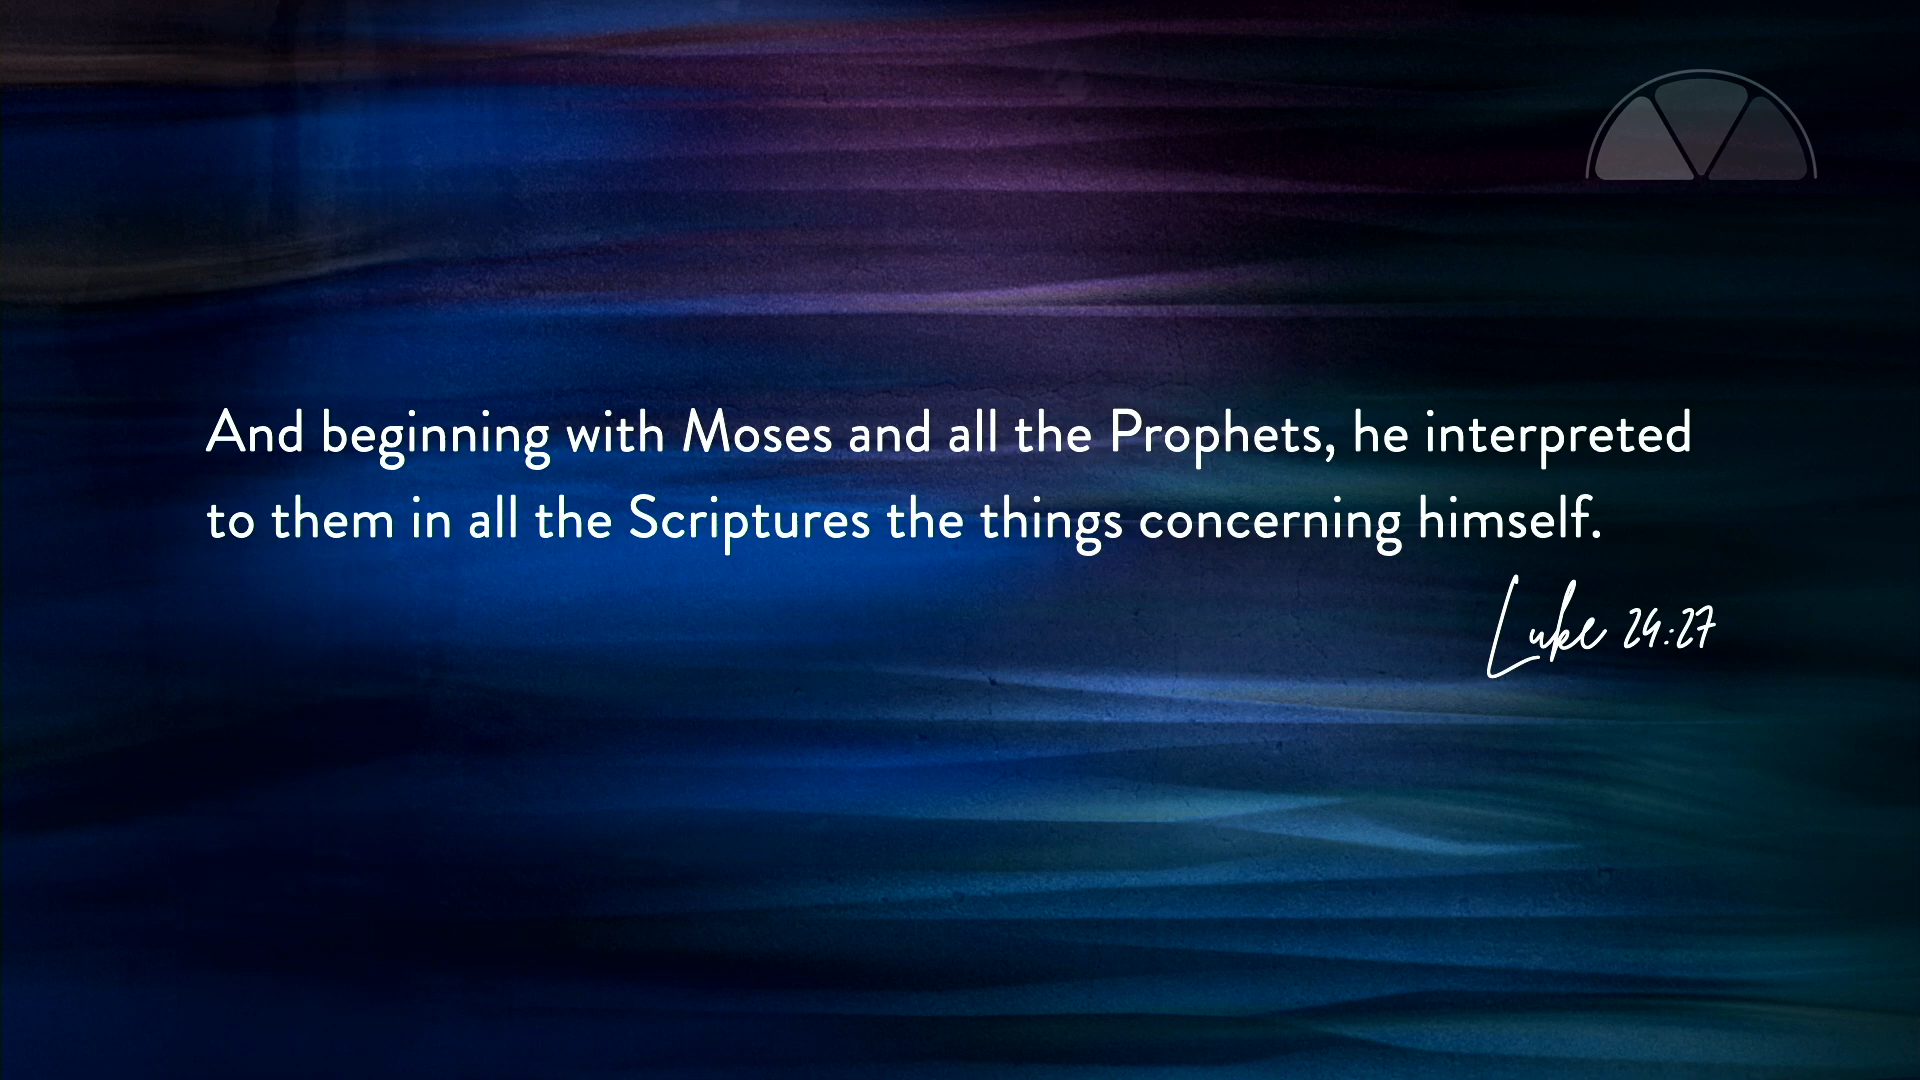 And beginning with Moses and all the Prophets, he interpreted
to them in all the Scriptures the things concerning himself.
Luke 24:27